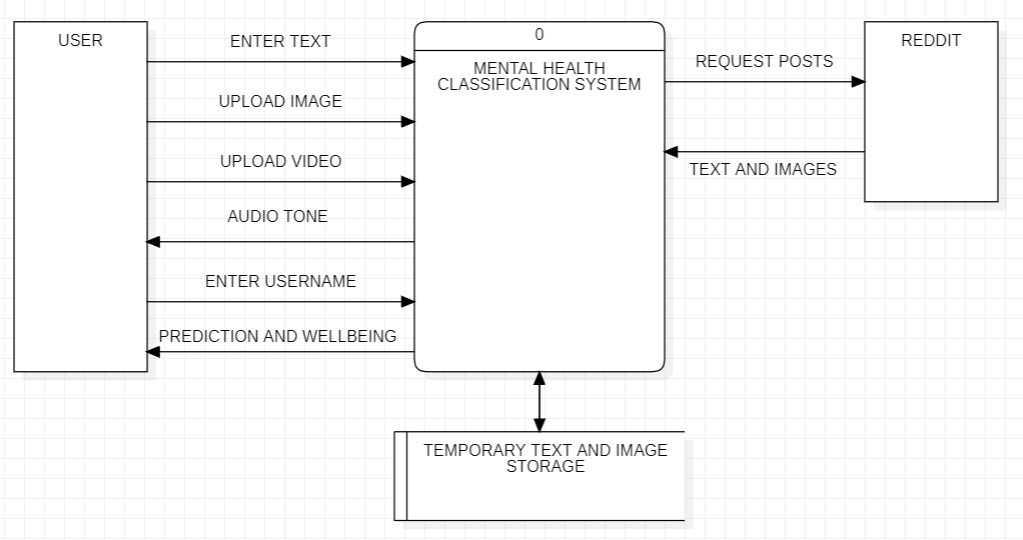 USER
ENTER TEXT
UPLOAD IMAGE
UPLOAD VIDEO
AUDIO TONE
ENTER USERNAME
PREDICTION AND WELLBEING
0
MENTAL HEALTH
CLASSIFICATION SYSTEM
REQUEST POSTS
TEXT AND IMAGES
REDDIT
TEMPORARY TEXT AND IMAGE
STORAGE